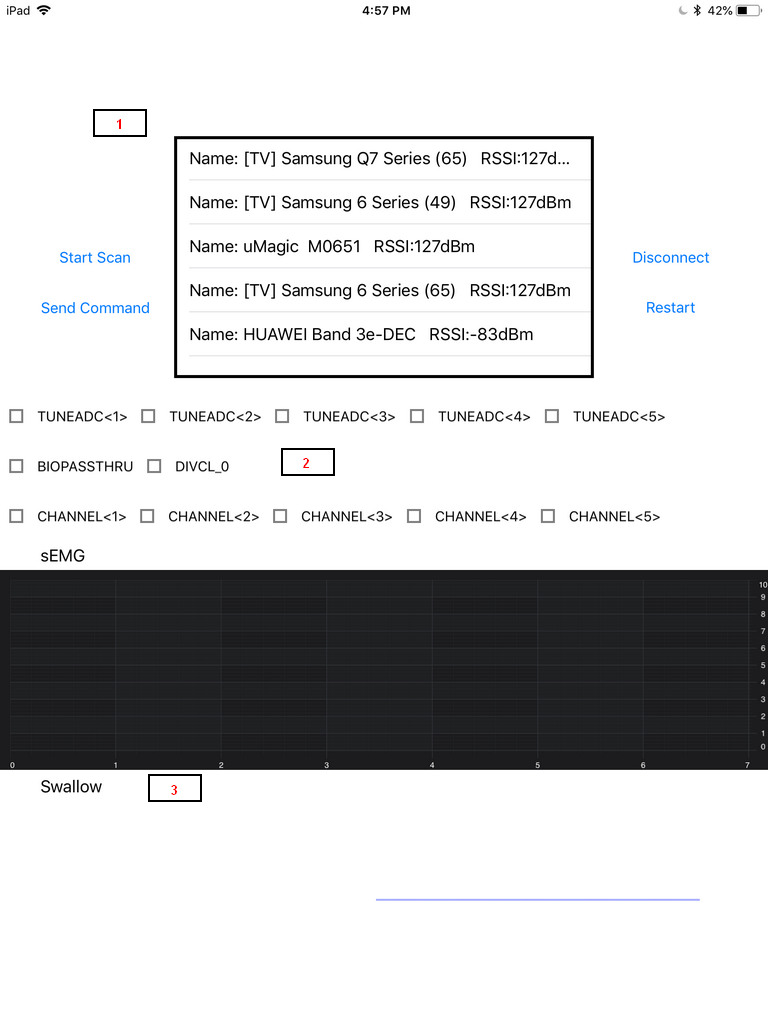 iPad 4:57 PM 42%
1
Name: [TV] Samsung Q7 Series (65) RSSI:127d...
Name: [TV] Samsung 6 Series (49) RSSI:127dBm
Name: uMagic M0651 RSSI:127dBm
Start Scan
Disconnect
Name: [TV] Samsung 6 Series (65) RSSI:127dBm
Send Command
Restart
Name: HUAWEI Band 3e-DEC RSSI:-83dBm
TUNEADC<1> TUNEADC<2> TUNEADC<3> TUNEADC<4> TUNEADC<5>
BIOPASSTHRU DIVCL_0
2
CHANNEL<1> CHANNEL<2> CHANNEL<3> CHANNEL<4> CHANNEL<5>
sEMG
10
9
8
7
6
5
4
3
2
1
0
0 1 2 3 4 5 6 7
Swallow
3